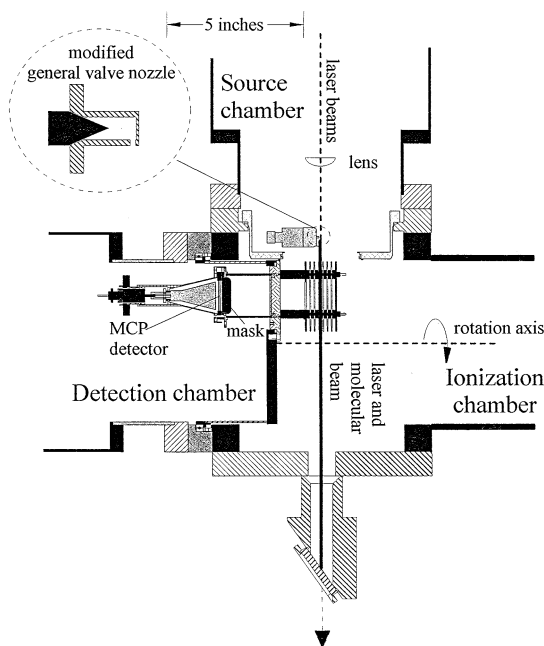 5 inches
modified
general valve nozzle
Source
chamber
laser beams
lens
MCP
detector
mask
rotation axis
Detection chamber
laser and
molecular
beam
Ionization
chamber